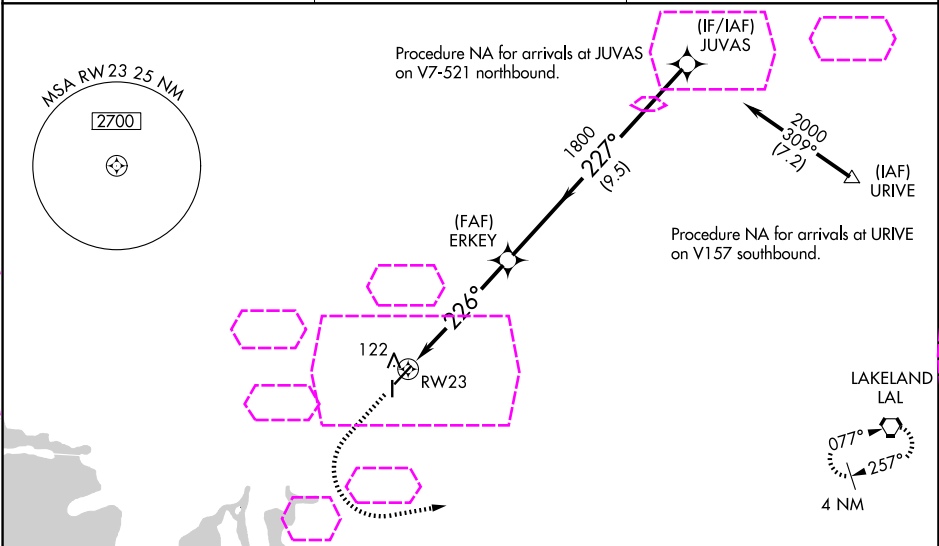 MSA RW 23 25 NM
2700
Procedure NA for arrivals at JUVAS
on V7-521 northbound.
(IF/IAF)
JUVAS
1800
227°
(9.5)
2000
309°
(7.2)
(IAF)
URIVE
Procedure NA for arrivals at URIVE
on V157 southbound.
(FAF)
ERKEY
226°
122
RW23
LAKELAND
LAL
077°
257°
4 NM